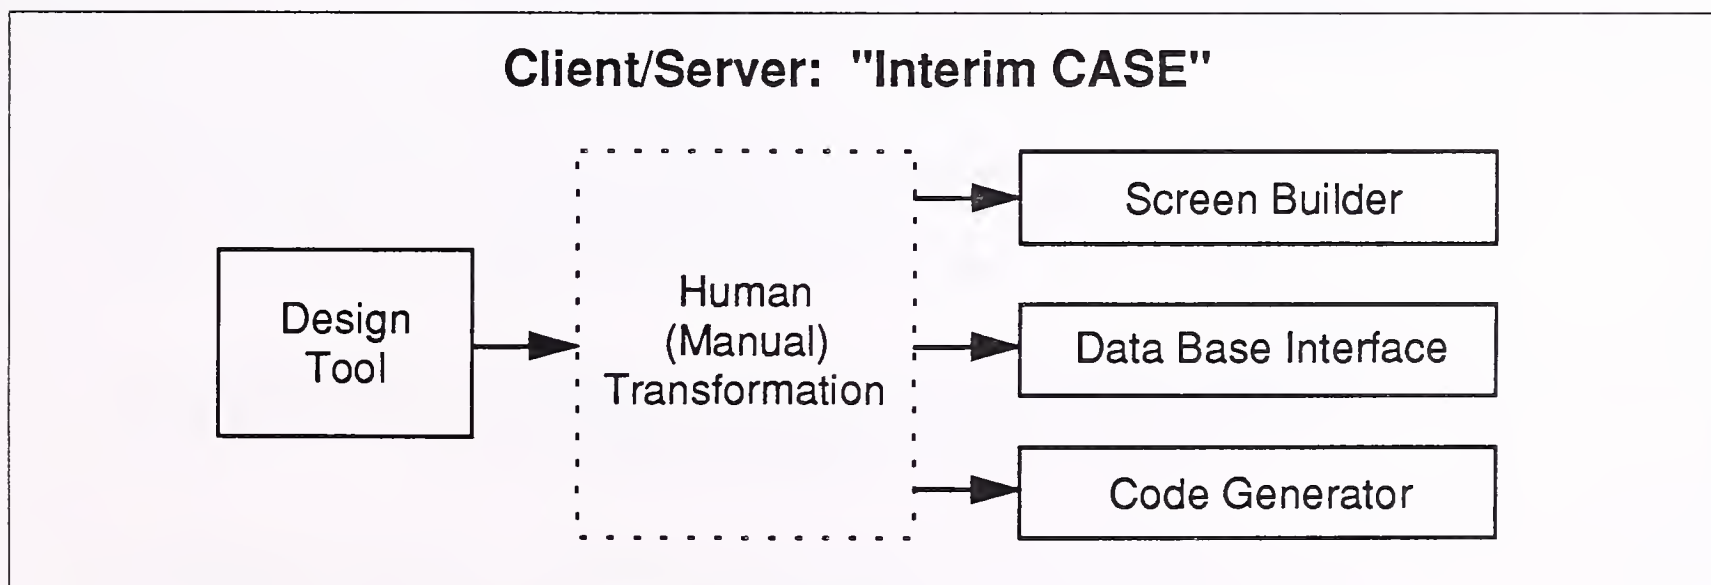 Client/Server: "Interim CASE"
Design
Tool
Human
(Manual)
Transformation
Screen Builder
Data Base Interface
Code Generator